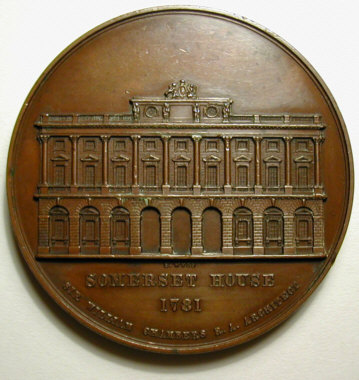 SOMERSET HOUSE
1781
SIR WILLIAM CHAMBERS R. A. ARCHITECT